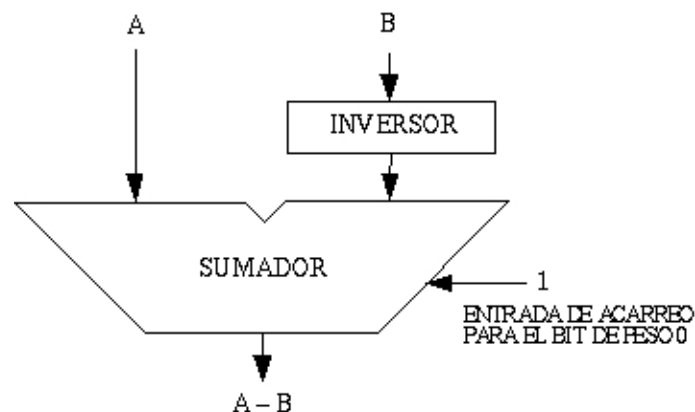 A
B
INVERSOR
SUMADOR
1
ENTRADA DE ACARREO
PARA EL BIT DE PESO 0
A – B